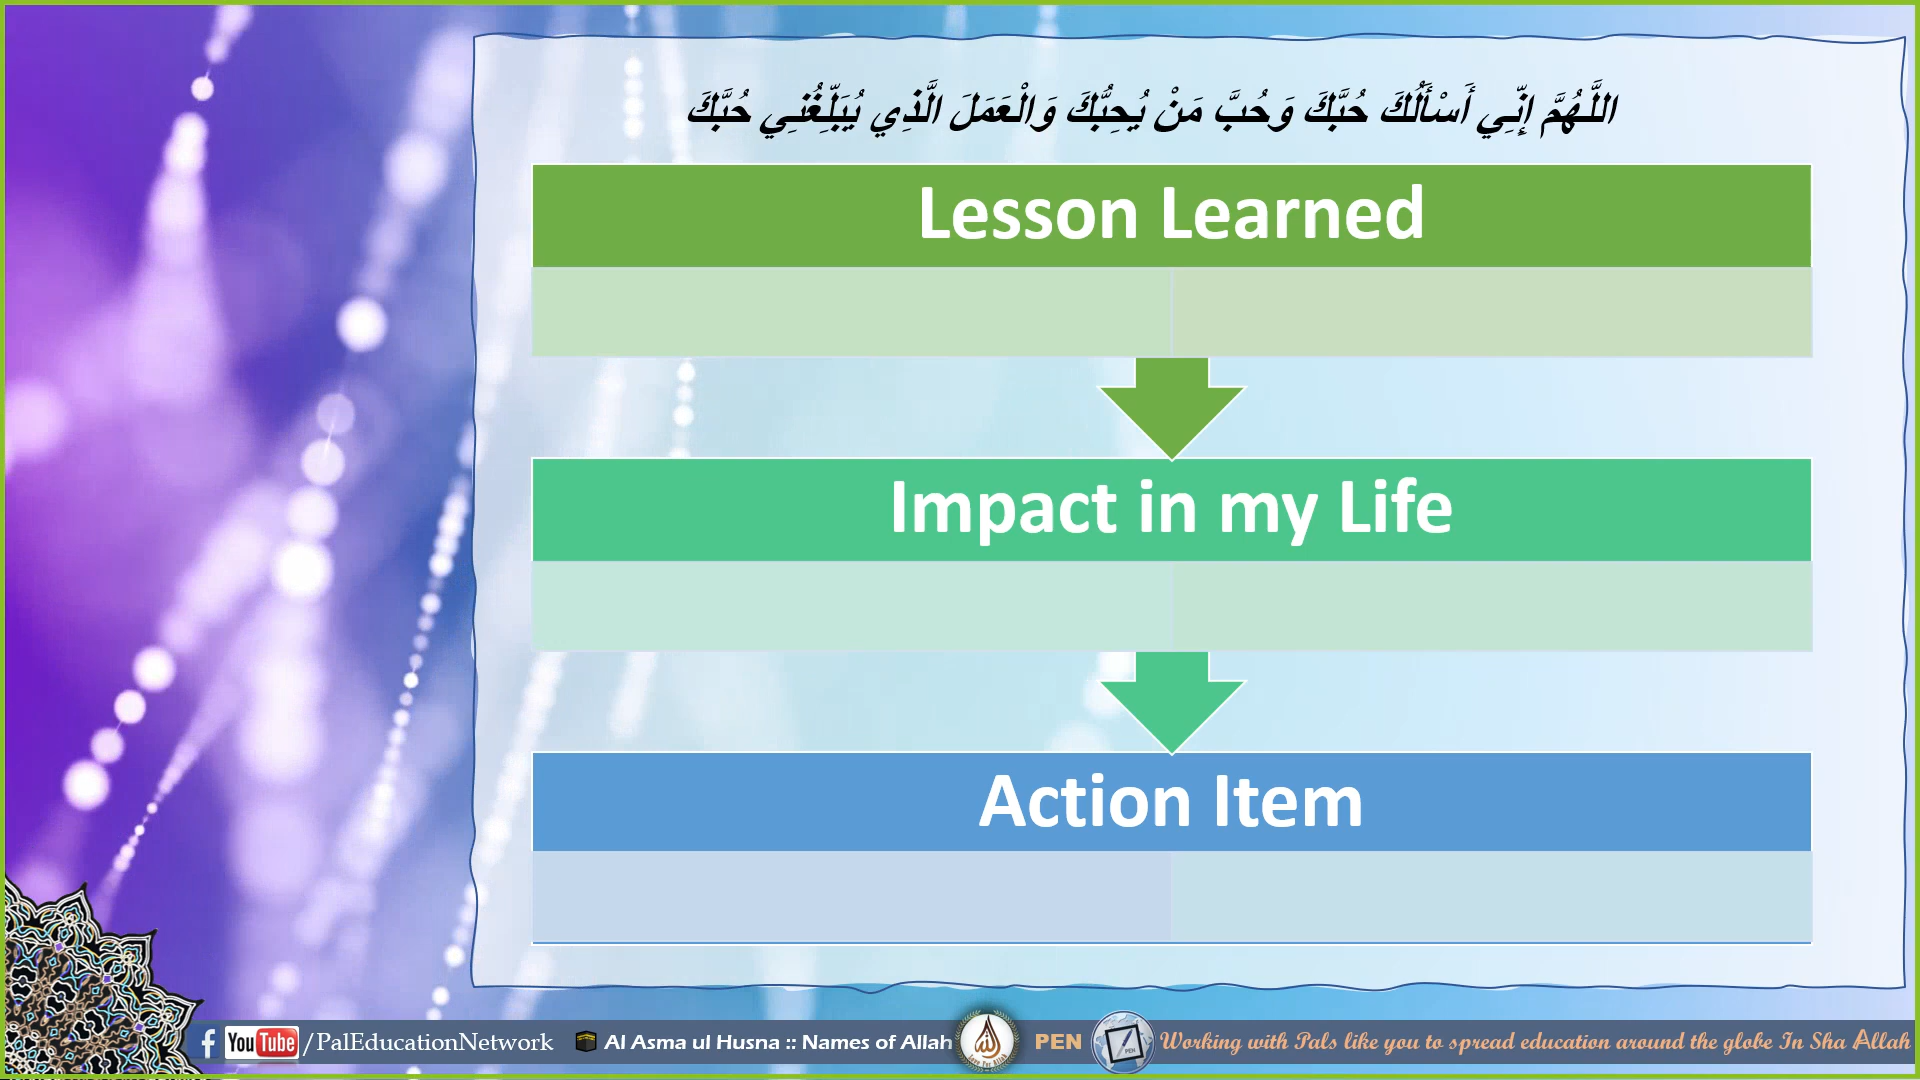 اللَّهُمَّ إِنِّي أَسْأَلُكَ حُبَّكَ وَحُبَّ مَنْ يُحِبُّكَ وَالْعَمَلَ الَّذِي يُبَلِّغُنِي حُبَّكَ
Lesson Learned
Impact in my Life
Action Item
f YouTube /PalEducationNetwork Al Asma ul Husna :: Names of Allah PEN Working with Pals like you to spread education around the globe In Sha Allah